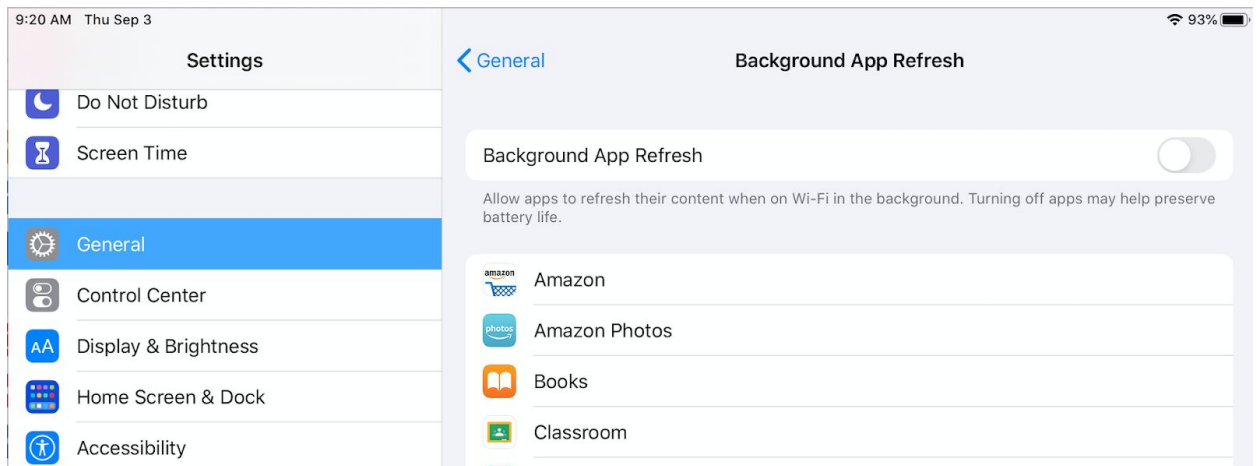 9:20 AM Thu Sep 3
93%
Settings
Do Not Disturb
Screen Time
General
Control Center
AA
Display & Brightness
Home Screen & Dock
Accessibility
General
Background App Refresh
Background App Refresh
Allow apps to refresh their content when on Wi-Fi in the background. Turning off apps may help preserve
battery life.
amazon
Amazon
photos
Amazon Photos
Books
Classroom